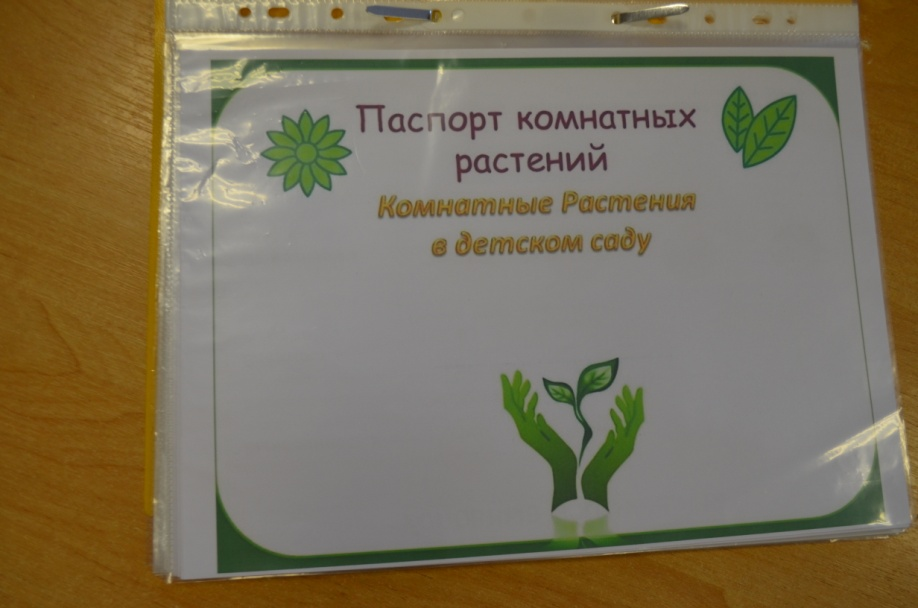 Паспорт комнатных
растений
Комнатные Растения
в детском саду